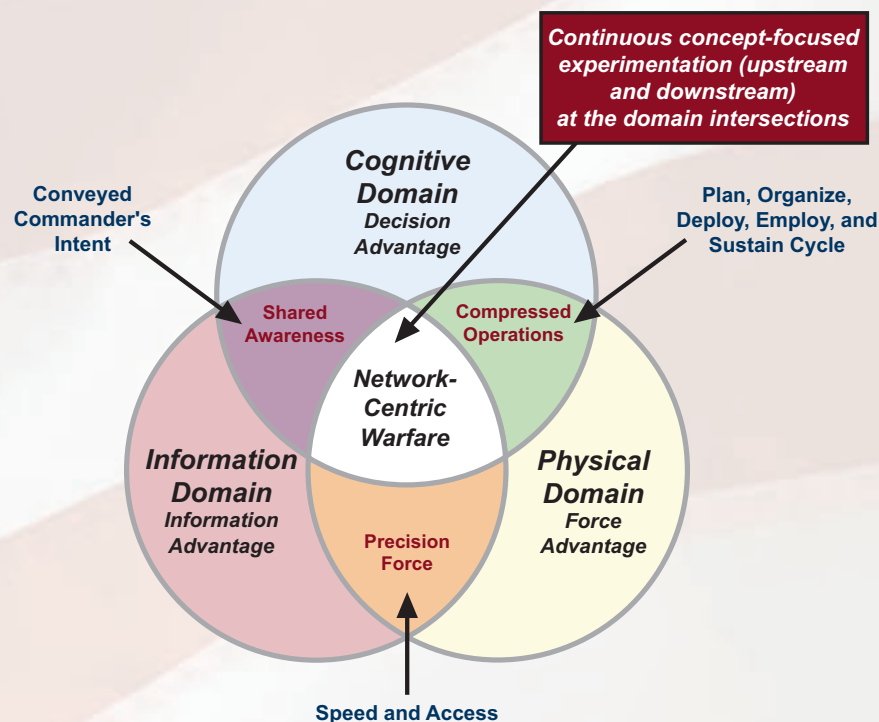 Continuous concept-focused
experimentation (upstream
and downstream)
at the domain intersections
Cognitive
Domain
Decision
Advantage
Conveyed
Commander's
Intent
Plan, Organize,
Deploy, Employ, and
Sustain Cycle
Shared
Awareness
Compressed
Operations
Network-
Centric
Warfare
Information
Domain
Information
Advantage
Physical
Domain
Force
Advantage
Precision
Force
Speed and Access